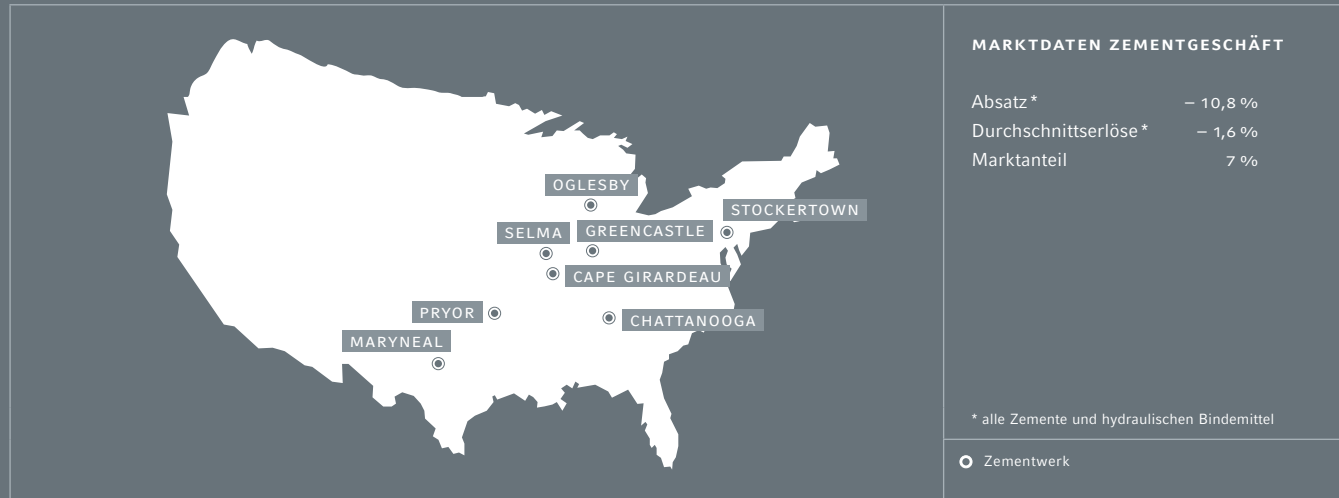 OGLESBY
STOCKERTOWN
SELMA
GREENCASTLE
CAPE GIRARDEAU
PRYOR
CHATTANOOGA
MARYNEAL
MARKTDATEN ZEMENTGESCHÄFT
Absatz * – 10,8 %
Durchschnittserlöse * – 1,6 %
Marktanteil 7 %
* alle Zemente und hydraulischen Bindemittel
Zementwerk